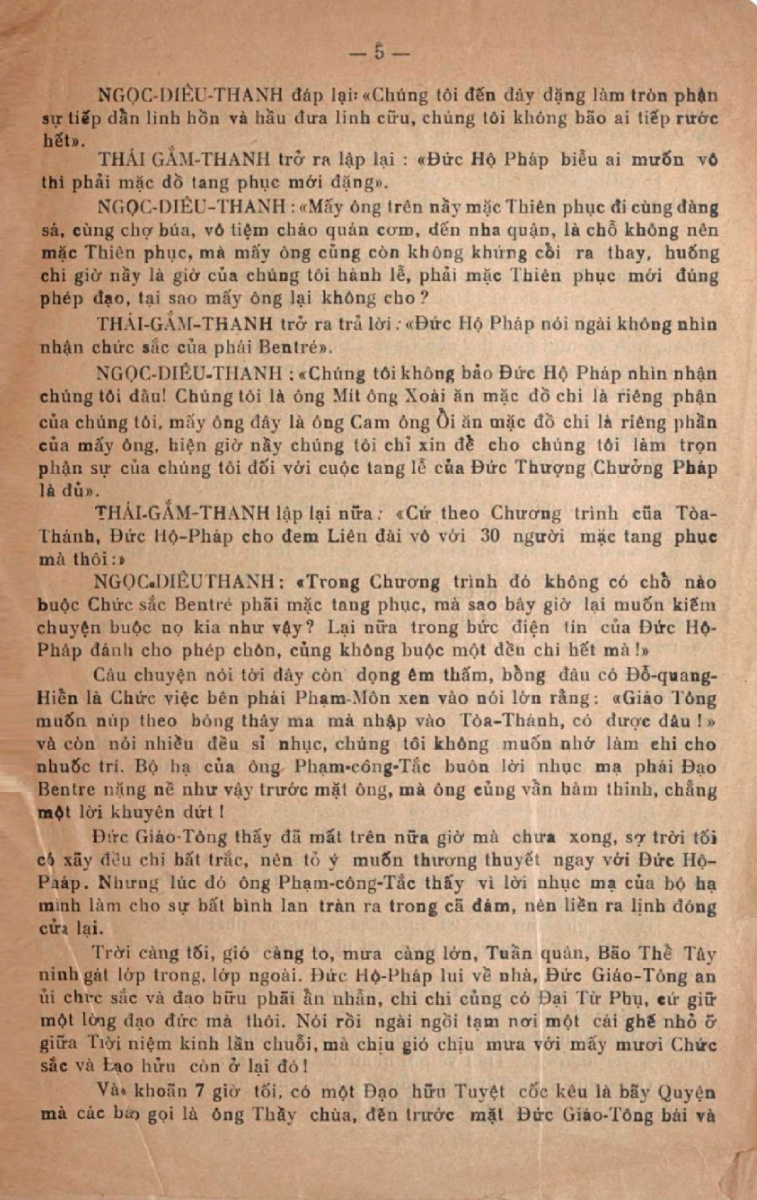 — 5 —
NGỌC-DIÊU-THANH đáp lại: «Chúng tôi đến đây đặng làm tròn phận
sự tiếp dẫn linh hồn và hầu đưa linh cữu, chúng tôi không bão ai tiếp rước
hết».
THÁI GẤM-THANH trở ra lập lại : «Đức Hộ Pháp biểu ai muốn vô
thì phải mặc đồ tang phục mới đặng».
NGỌC-DIÊU-THANH : «Mấy ông trên nầy mặc Thiên phục đi cùng đàng
sá, cùng chợ búa, vô tiệm cháo quán cơm, đến nha quận, là chỗ không nên
mặc Thiên phục, mà mấy ông củng còn không khứng cồi ra thay, huống
chi giờ nầy là giờ của chúng tôi hành lễ, phải mặc Thiên phục mới đúng
phép đạo, tại sao mấy ông lại không cho ?
THÁI-GẤM-THANH trở ra trả lời : «Đức Hộ Pháp nói ngài không nhìn
nhận chức sắc của phái Bentré».
NGỌC-DIÊU-THANH : «Chúng tôi không bảo Đức Hộ Pháp nhìn nhận
chúng tôi đâu! Chúng tôi là ông Mít ông Xoài ăn mặc đồ chi là riêng phận
của chúng tôi, mấy ông đây là ông Cam ông Ổi ăn mặc đồ chi là riêng phần
của mấy ông, hiện giờ nầy chúng tôi chỉ xin để cho chúng tôi làm trọn
phận sự của chúng tôi đối với cuộc tang lễ của Đức Thượng Chưởng Pháp
là đủ».
THÁI-GẤM-THANH lập lại nữa : «Cứ theo Chương trình của Tòa-
Thánh, Đức Hộ-Pháp cho đem Liên đài vô với 30 người mặc tang phục
mà thôi :»
NGỌC-DIÊUTHANH : «Trong Chương trình đó không có chỗ nào
buộc Chức sắc Bentré phãi mặc tang phục, mà sao bây giờ lại muốn kiếm
chuyện buộc nọ kia như vậy? Lại nữa trong bức điện tín của Đức Hộ-
Pháp đánh cho phép chôn, củng không buộc một đều chi hết mà !»
Câu chuyện nói tới đây còn dọng êm thấm, bồng đâu có Đỗ-quang-
Hiển là Chức việc bên phái Phạm-Môn xen vào nói lớn rằng : «Giáo Tông
muốn núp theo bóng thây ma mà nhập vào Tòa-Thánh, có được đâu !»
và còn nói nhiều đều sỉ nhục, chúng tôi không muốn nhớ làm chi cho
nhuốc trí. Bộ hạ của ông Phạm-công-Tắc buôn lời nhục mạ phái Đạo
Bentre nặng nề như vậy trước mặt ông, mà ông củng vẩn hàm thinh, chẳng
một lời khuyên dứt !
Đức Giáo-Tông thấy đã mất trên nữa giờ mà chưa xong, sợ trời tối
có xãy đều chi bất trắc, nên tỏ ý muốn thương thuyết ngay với Đức Hộ-
Pháp. Nhưng lúc đó ông Phạm-công-Tắc thấy vì lời nhục mạ của bộ hạ
mình làm cho sự bất bình lan tràn ra trong cã đám, nên liền ra lịnh đóng
cửa lại.
Trời càng tối, gió càng to, mưa càng lớn, Tuần quân, Bão Thể Tây
ninh gát lớp trong, lớp ngoài. Đức Hộ-Pháp lui về nhà, Đức Giáo-Tông an
ủi chức sắc và đạo hữu phãi ẩn nhẫn, chi chi củng có Đại Từ Phụ, cứ giữ
một lòng đạo đức mà thôi. Nói rồi ngài ngồi tạm nơi một cái ghế nhỏ ở
giữa Trời niệm kinh lần chuỗi, mà chịu gió chịu mưa với mấy mươi Chức
sắc và Đạo hửu còn ở lại đó !
Vào khoãn 7 giờ tối, có một Đạo hữu Tuyệt cốc kêu là bãy Quyện
mà các bạo gọi là ông Thầy chùa, đến trước mặt Đức Giáo-Tông bái và